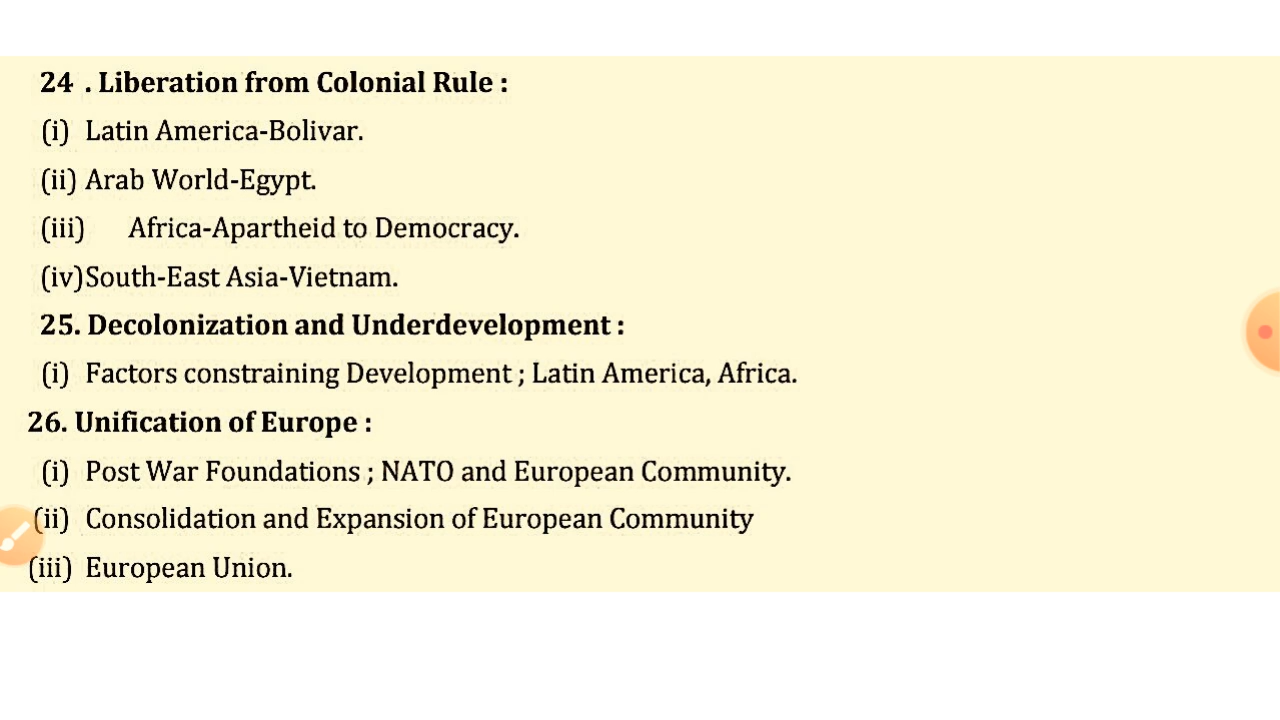 24 . Liberation from Colonial Rule :
(i) Latin America-Bolivar.
(ii) Arab World-Egypt.
(iii) Africa-Apartheid to Democracy.
(iv)South-East Asia-Vietnam.
25. Decolonization and Underdevelopment :
(i) Factors constraining Development ; Latin America, Africa.
26. Unification of Europe :
(i) Post War Foundations ; NATO and European Community.
(ii) Consolidation and Expansion of European Community
(iii) European Union.